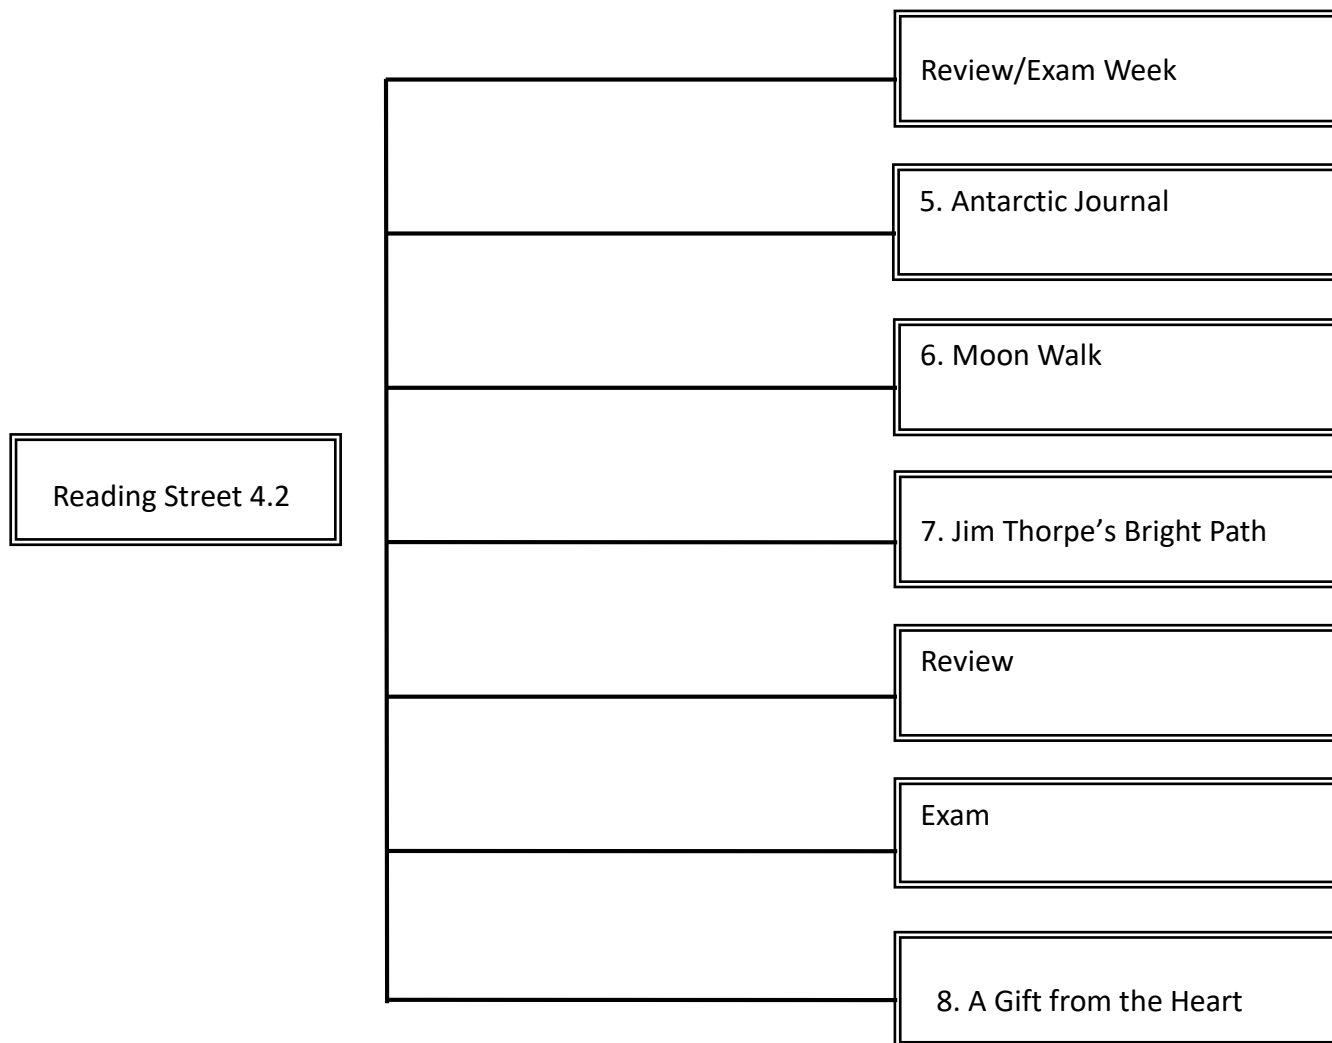 Review/Exam Week
5. Antarctic Journal
6. Moon Walk
Reading Street 4.2
7. Jim Thorpe’s Bright Path
Review
Exam
8. A Gift from the Heart